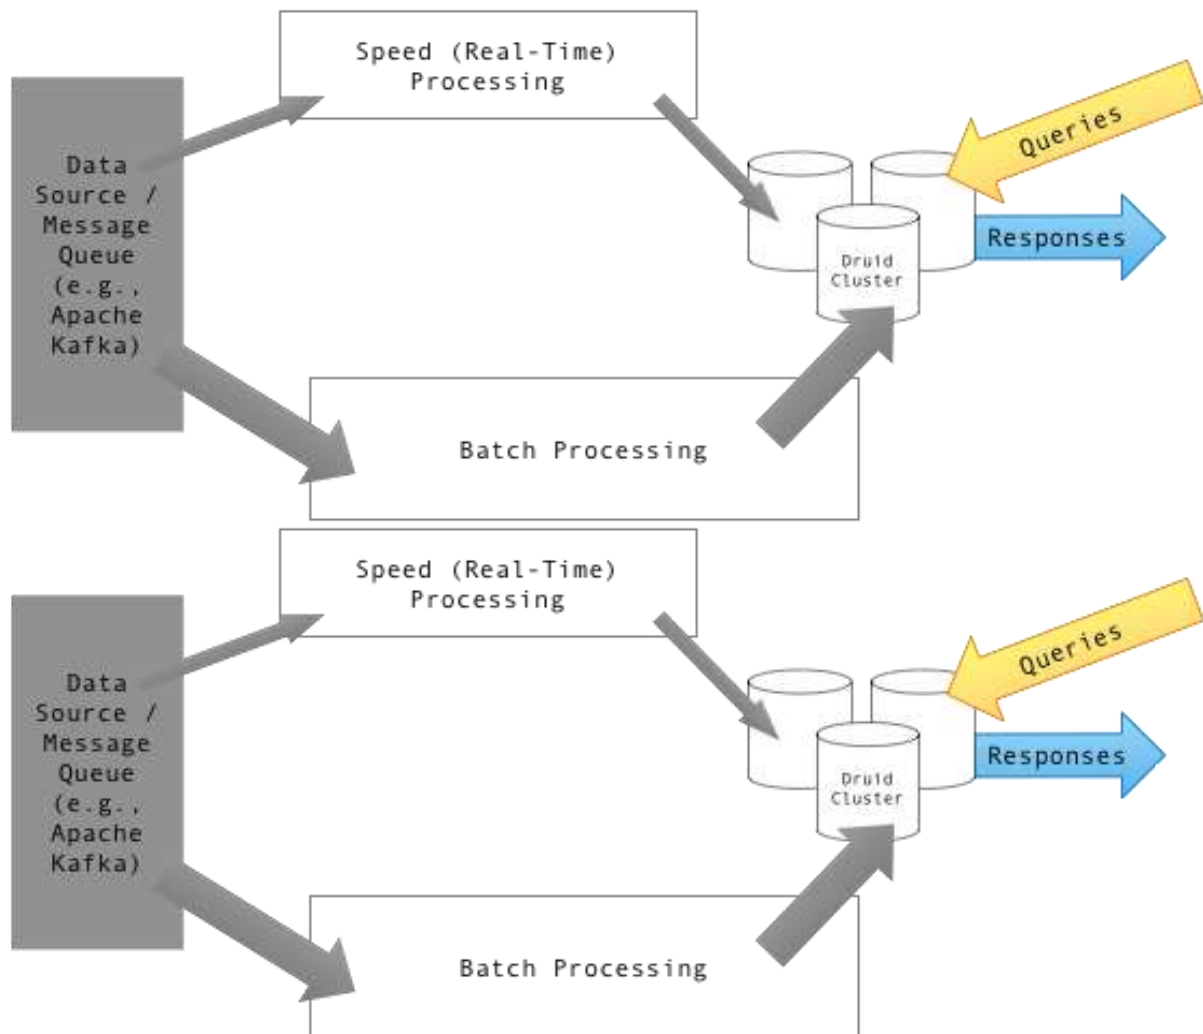 Speed (Real-Time)
Processing
Data
Source /
Message
Queue
(e.g.,
Apache
Kafka)
Queries
Responses
Druid
Cluster
Batch Processing
Speed (Real-Time)
Processing
Data
Source /
Message
Queue
(e.g.,
Apache
Kafka)
Queries
Responses
Druid
Cluster
Batch Processing